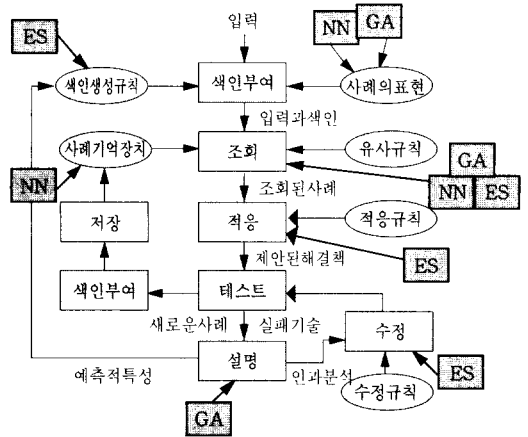 입력
NN
GA
ES
색인생성규칙
색인부여
사례의표현
입력과색인
사례기억장치
조회
유사규칙
GA
NN
NN
ES
조회된사례
저장
적응
적응규칙
제안된해결책
ES
색인부여
테스트
새로운사례
실패기술
수정
설명
예측적특성
인과분석
ES
수정규칙
GA